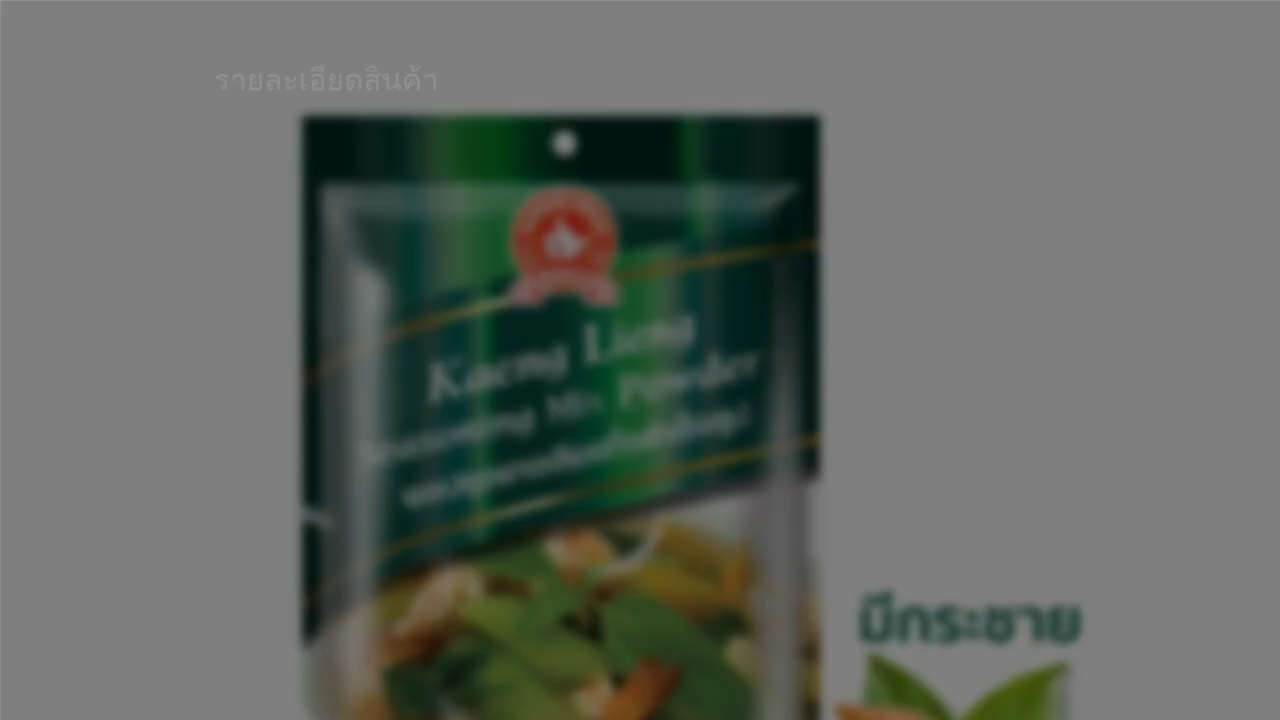 รายละเอียดสินค้า
Kaeng Lieng
Seasoning Mix Powder
มีกระชาย